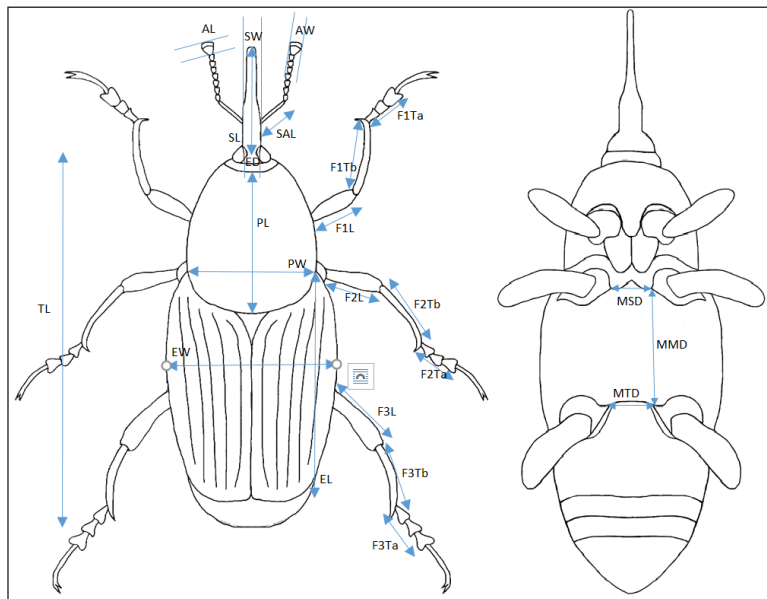 AL
SW
AW
F1Ta
SL
SAL
ED
F1Tb
PL
F1L
PW
F2L
F2Tb
TL
MSD
MMD
EW
F2Ta
MTD
F3L
F3Tb
EL
F3Ta